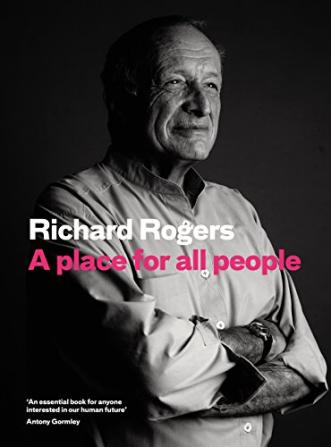 Richard Rogers
A place for all people
‘An essential book for anyone
interested in our human future’
Antony Gormley